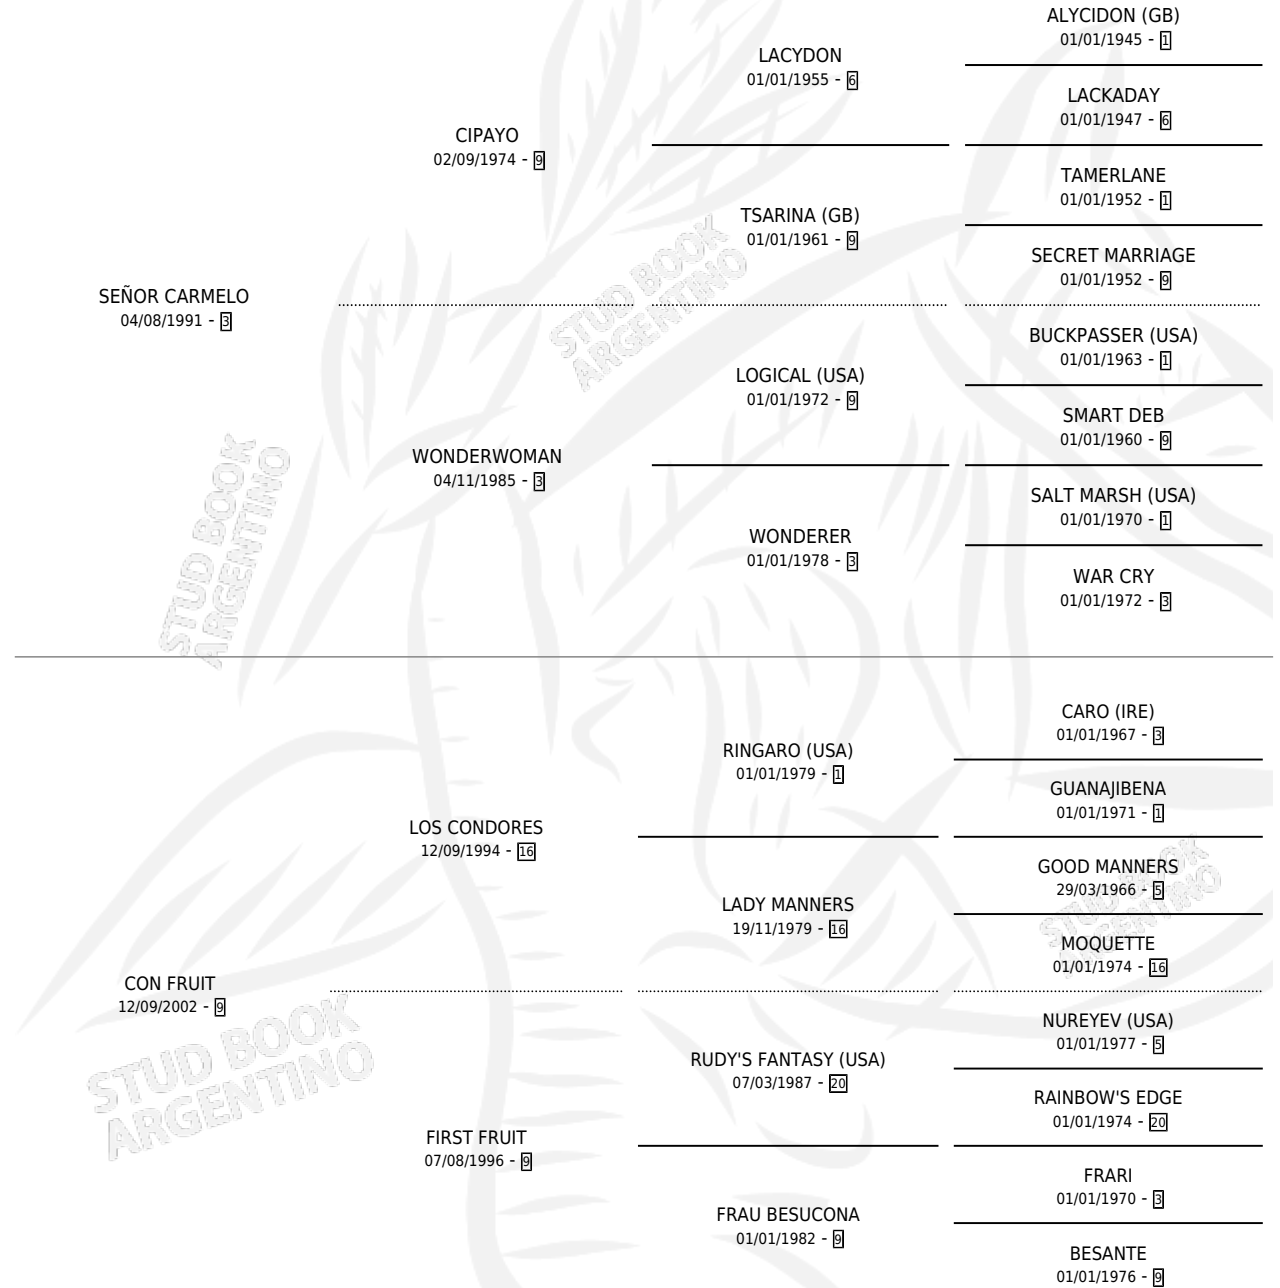 ALYCIDON (GB)
01/01/1945 - 1
LACYDON
01/01/1955 - 6
LACKADAY
01/01/1947 - 6
CIPAYO
02/09/1974 - 9
TAMERLANE
01/01/1952 - 1
TSARINA (GB)
01/01/1961 - 9
SECRET MARRIAGE
01/01/1952 - 9
SEÑOR CARMELO
04/08/1991 - 3
STUD BOOK
ARGENTINO
BUCKPASSER (USA)
01/01/1963 - 1
LOGICAL (USA)
01/01/1972 - 9
SMART DEB
01/01/1960 - 9
WONDERWOMAN
04/11/1985 - 3
SALT MARSH (USA)
01/01/1970 - 1
WONDERER
01/01/1978 - 3
WAR CRY
01/01/1972 - 3
STUD BOOK
ARGENTINO
CARO (IRE)
01/01/1967 - 3
RINGARO (USA)
01/01/1979 - 1
GUANAJIBENA
01/01/1971 - 1
LOS CONDORES
12/09/1994 - 16
GOOD MANNERS
29/03/1966 - 5
LADY MANNERS
19/11/1979 - 16
STUD BOOK
ARGENTINO
MOQUETTE
01/01/1974 - 16
CON FRUIT
12/09/2002 - 9
NUREYEV (USA)
01/01/1977 - 5
RUDY'S FANTASY (USA)
07/03/1987 - 20
RAINBOW'S EDGE
01/01/1974 - 20
STUD BOOK
ARGENTINO
FIRST FRUIT
07/08/1996 - 9
FRARI
01/01/1970 - 3
FRAU BESUCONA
01/01/1982 - 9
BESANTE
01/01/1976 - 9